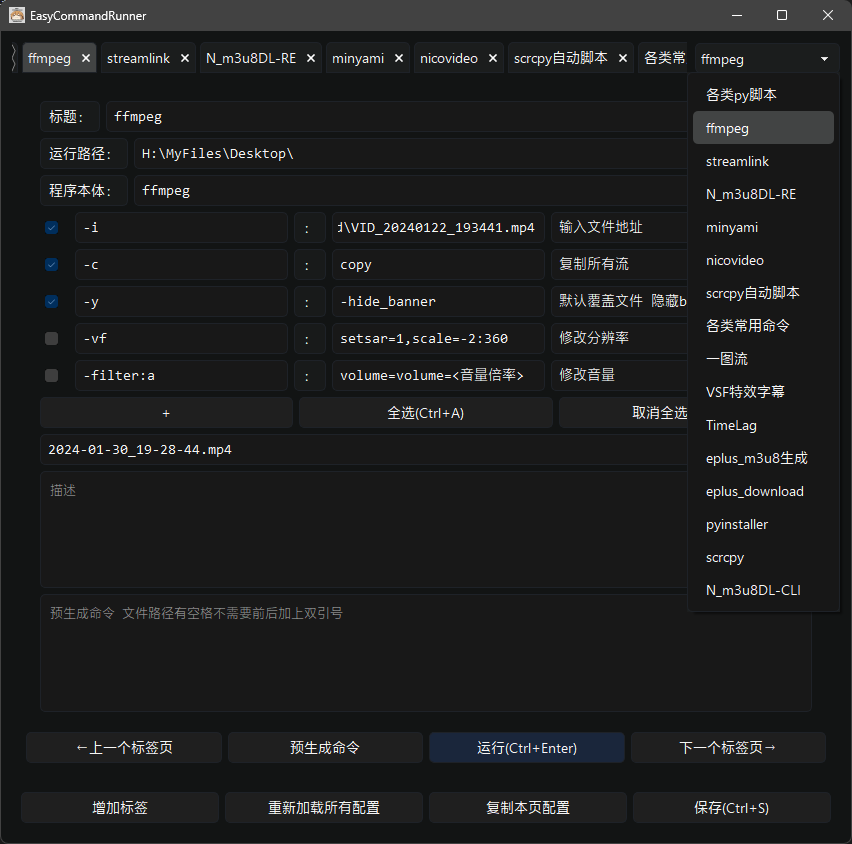 EasyCommandRunner
ffmpeg
streamlink
N_m3u8DL-RE
minyami
nicovideo
scrcpy自动脚本
各类常
ffmpeg
各类py脚本
ffmpeg
streamlink
N_m3u8DL-RE
minyami
nicovideo
scrcpy自动脚本
各类常用命令
一图流
VSF特效字幕
TimeLag
eplus_m3u8生成
eplus_download
pyinstaller
scrcpy
N_m3u8DL-CLI
标题: ffmpeg
运行路径: H:\MyFiles\Desktop\
程序本体: ffmpeg
-i : d\VID_20240122_193441.mp4 输入文件地址
-c : copy 复制所有流
-y : -hide_banner 默认覆盖文件 隐藏b
-vf : setsar=1,scale=-2:360 修改分辨率
-filter:a : volume=volume=<音量倍率> 修改音量
+ 全选(Ctrl+A) 取消全选
2024-01-30_19-28-44.mp4
描述
预生成命令 文件路径有空格不需要前后加上双引号
←上一个标签页 预生成命令 运行(Ctrl+Enter) 下一个标签页→
增加标签 重新加载所有配置 复制本页配置 保存(Ctrl+S)